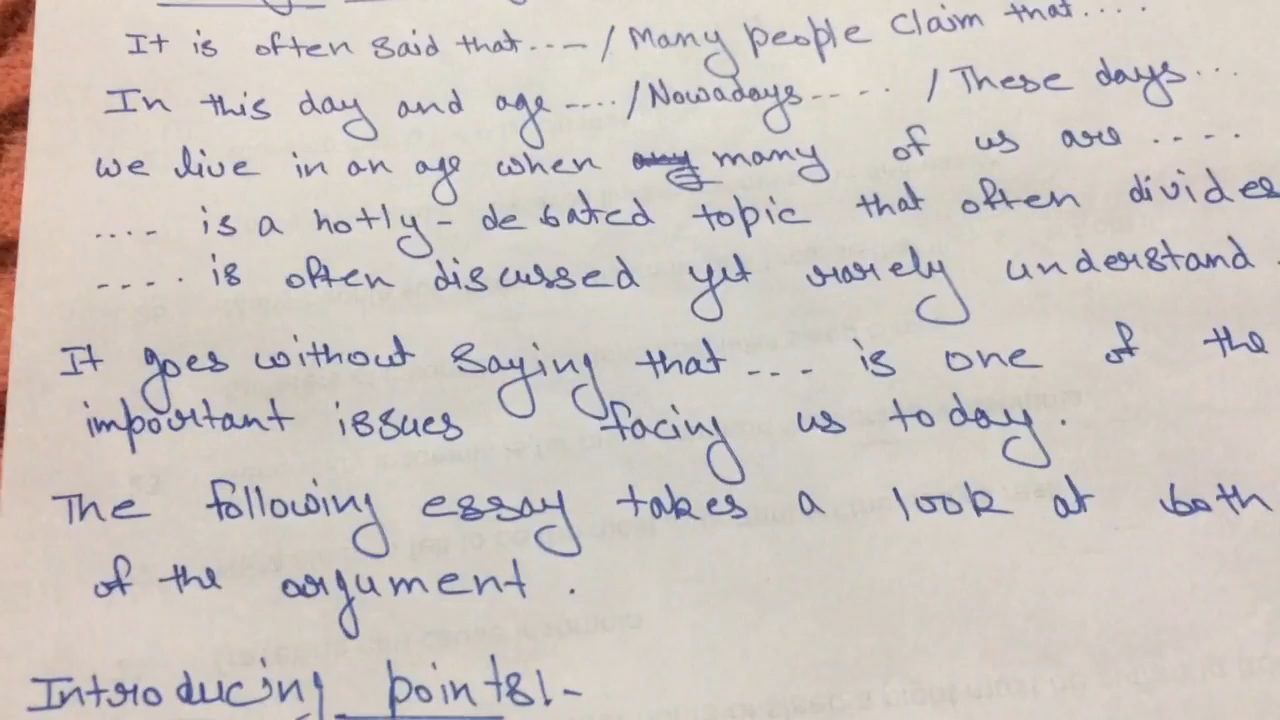 It is often said that.... / Many people claim that....
In this day and age .... / Nowadays..... / These days...
we live in an age when many of us are ....
.... is a hotly-debated topic that often divides
.... is often discussed yet rarely understand.
It goes without saying that .... is one of the
important issues facing us today.
The following essay takes a look at both
of the argument.
Introducing points:-